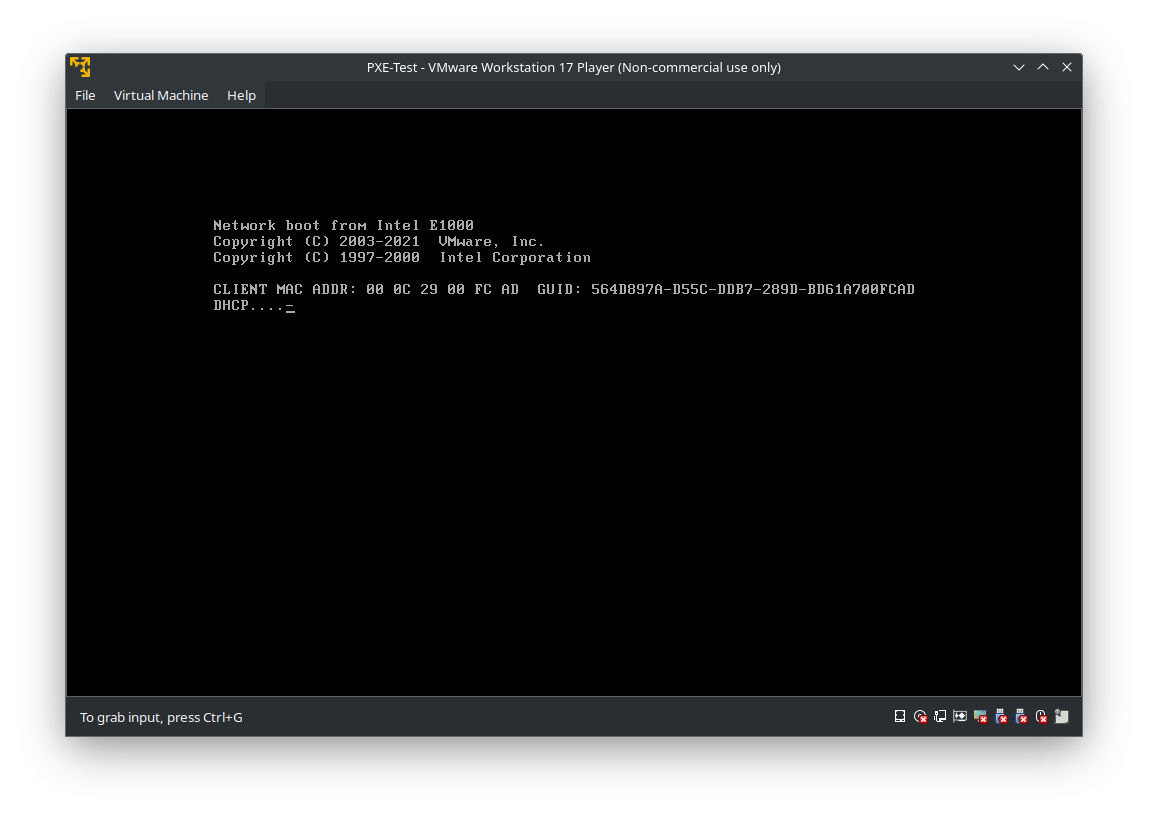 PXE-Test - VMware Workstation 17 Player (Non-commercial use only)
File Virtual Machine Help
Network boot from Intel E1000
Copyright (C) 2003-2021  VMware, Inc.
Copyright (C) 1997-2000  Intel Corporation
CLIENT MAC ADDR: 00 0C 29 00 FC AD  GUID: 564D897A-D55C-DDB7-289D-BD61A700FCAD
DHCP....-
To grab input, press Ctrl+G